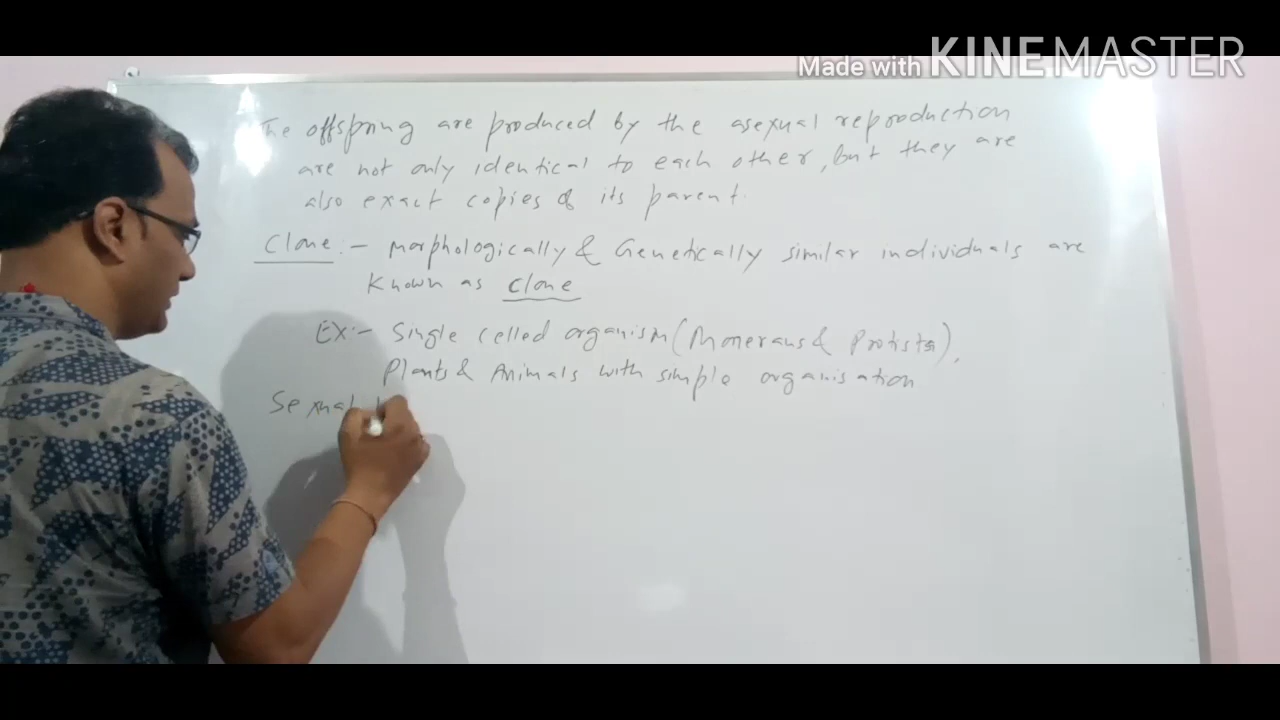 Made with KINEMASTER
The offspring are produced by the asexual reproduction
are not only identical to each other, but they are
also exact copies of its parent.
Clone :- Morphologically & Genetically similar individuals are
Known as Clone
EX:- Single celled organism (Monerans & Protists),
Plants & Animals with simple organisation
Sexual